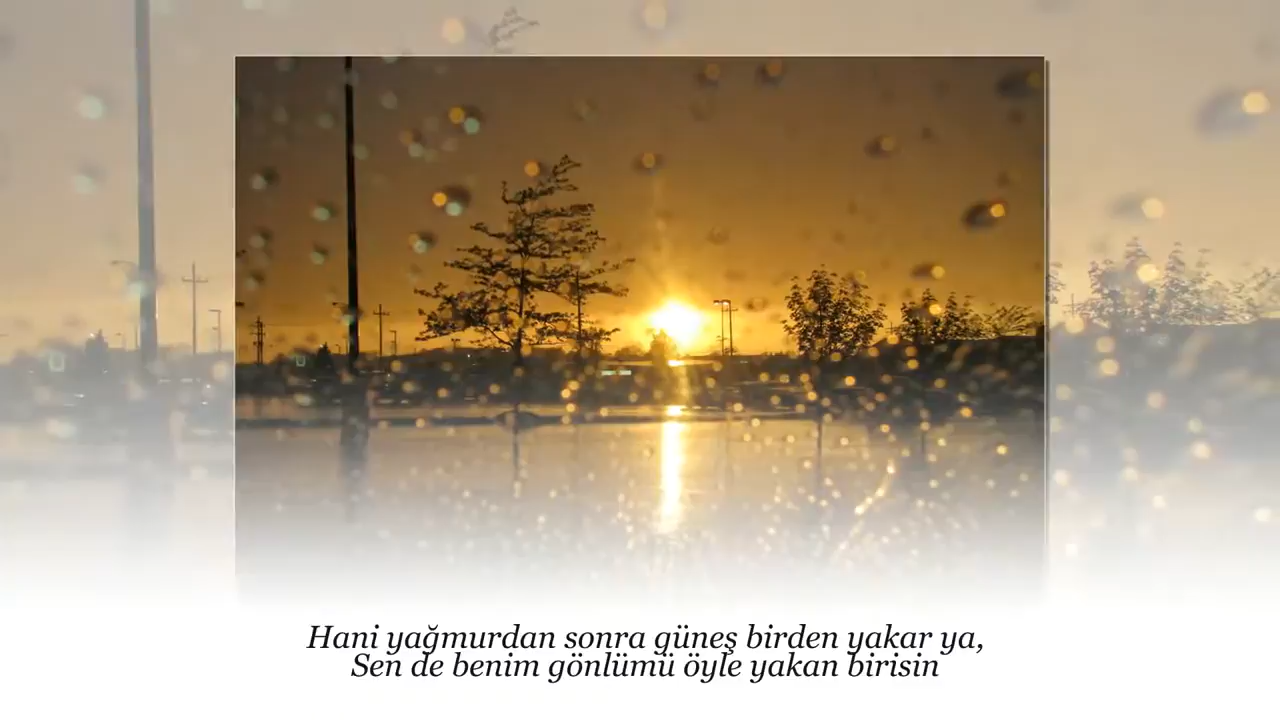 Hani yağmurdan sonra güneş birden yakar ya,
Sen de benim gönlümü öyle yakan birisin